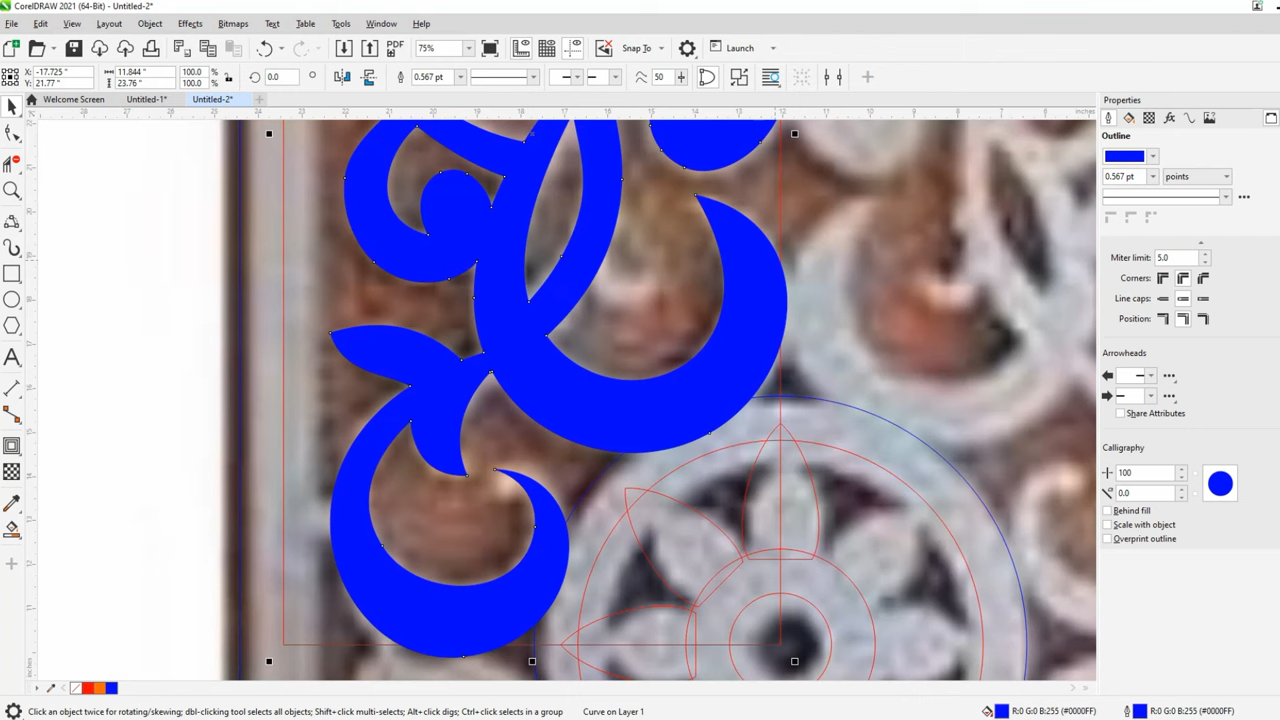 CorelDRAW 2021 (64-Bit) - Untitled-2*
File Edit View Layout Object Effects Bitmaps Text Table Tools Window Help
PDF 75% Snap To Launch
X: -17.725 " 11.844 " 100.0 % 0.0 ° 0.567 pt 50
Y: 21.77 " 23.76 " 100.0 %
Welcome Screen Untitled-1* Untitled-2*
inches
Properties
Outline
0.567 pt points
Miter limit: 5.0
Corners:
Line caps:
Position:
Arrowheads
Share Attributes
Calligraphy
100
0.0
Behind fill
Scale with object
Overprint outline
Click an object twice for rotating/skewing; dbl-clicking tool selects all objects; Shift+click multi-selects; Alt+click digs; Ctrl+click selects in a group Curve on Layer 1 R:0 G:0 B:255 (#0000FF) R:0 G:0 B:255 (#0000FF)